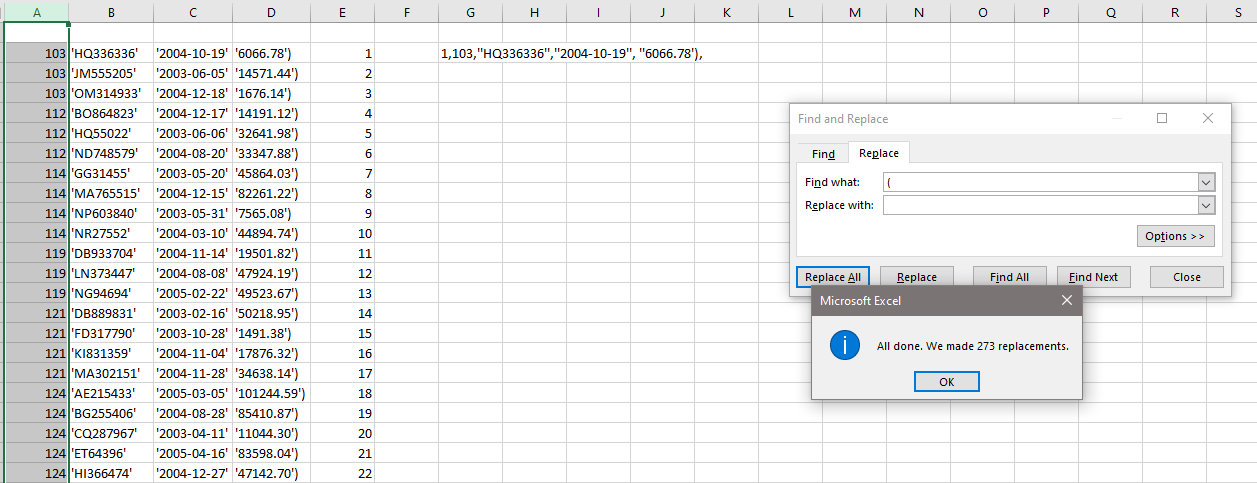 A B C D E F G H I J K L M N O P Q R S
103 'HQ336336' '2004-10-19' '6066.78') 1 1,103,"HQ336336","2004-10-19", "6066.78'),
103 'JM555205' '2003-06-05' '14571.44') 2
103 'OM314933' '2004-12-18' '1676.14') 3
112 'BO864823' '2004-12-17' '14191.12') 4
112 'HQ55022' '2003-06-06' '32641.98') 5
112 'ND748579' '2004-08-20' '33347.88') 6
114 'GG31455' '2003-05-20' '45864.03') 7
114 'MA765515' '2004-12-15' '82261.22') 8
114 'NP603840' '2003-05-31' '7565.08') 9
114 'NR27552' '2004-03-10' '44894.74') 10
119 'DB933704' '2004-11-14' '19501.82') 11
119 'LN373447' '2004-08-08' '47924.19') 12
119 'NG94694' '2005-02-22' '49523.67') 13
121 'DB889831' '2003-02-16' '50218.95') 14
121 'FD317790' '2003-10-28' '1491.38') 15
121 'KI831359' '2004-11-04' '17876.32') 16
121 'MA302151' '2004-11-28' '34638.14') 17
124 'AE215433' '2005-03-05' '101244.59') 18
124 'BG255406' '2004-08-28' '85410.87') 19
124 'CQ287967' '2003-04-11' '11044.30') 20
124 'ET64396' '2005-04-16' '83598.04') 21
124 'HI366474' '2004-12-27' '47142.70') 22
Find and Replace
Find Replace
Find what: (
Replace with:
Options >>
Replace All Replace Find All Find Next Close
Microsoft Excel
All done. We made 273 replacements.
OK